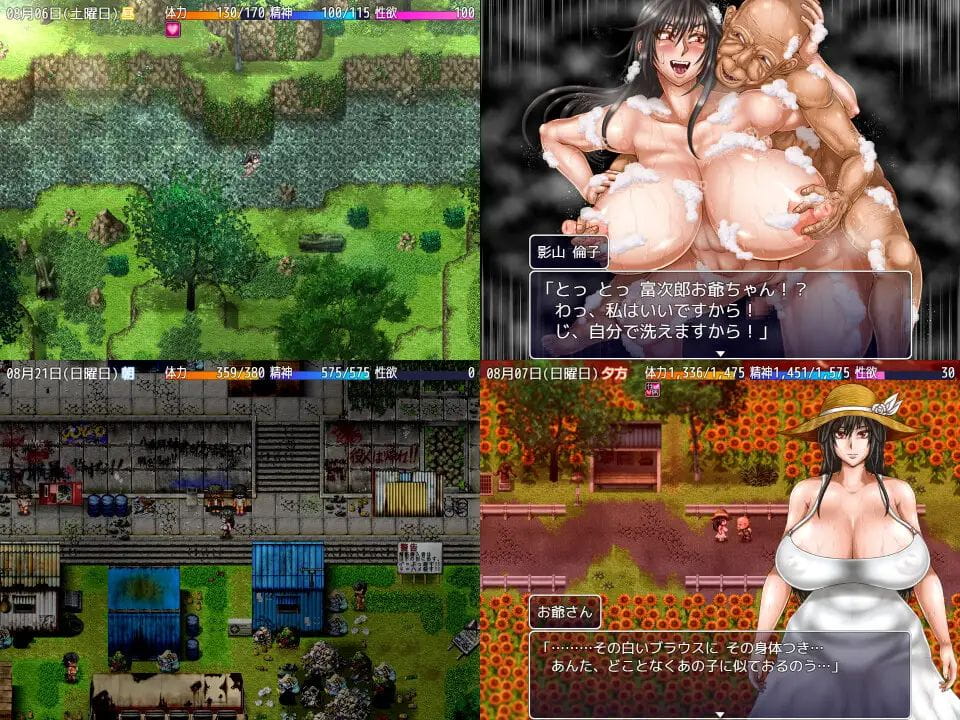 08月06日(土曜日)昼 体力 130/170 精神 100/115 性欲 100
影山 倫子
「とっ とっ 富次郎お爺ちゃん！？
わっ、私はいいですから！
じ、自分で洗えますから！」
08月21日(日曜日)朝 体力 359/380 精神 575/575 性欲 0
役人は帰れ!!
警告
08月07日(日曜日)夕方 体力1,336/1,475 精神1,451/1,575 性欲 30
お爺さん
「………その白いブラウスに その身体つき…
あんた、どことなくあの子に似ておるのう…」